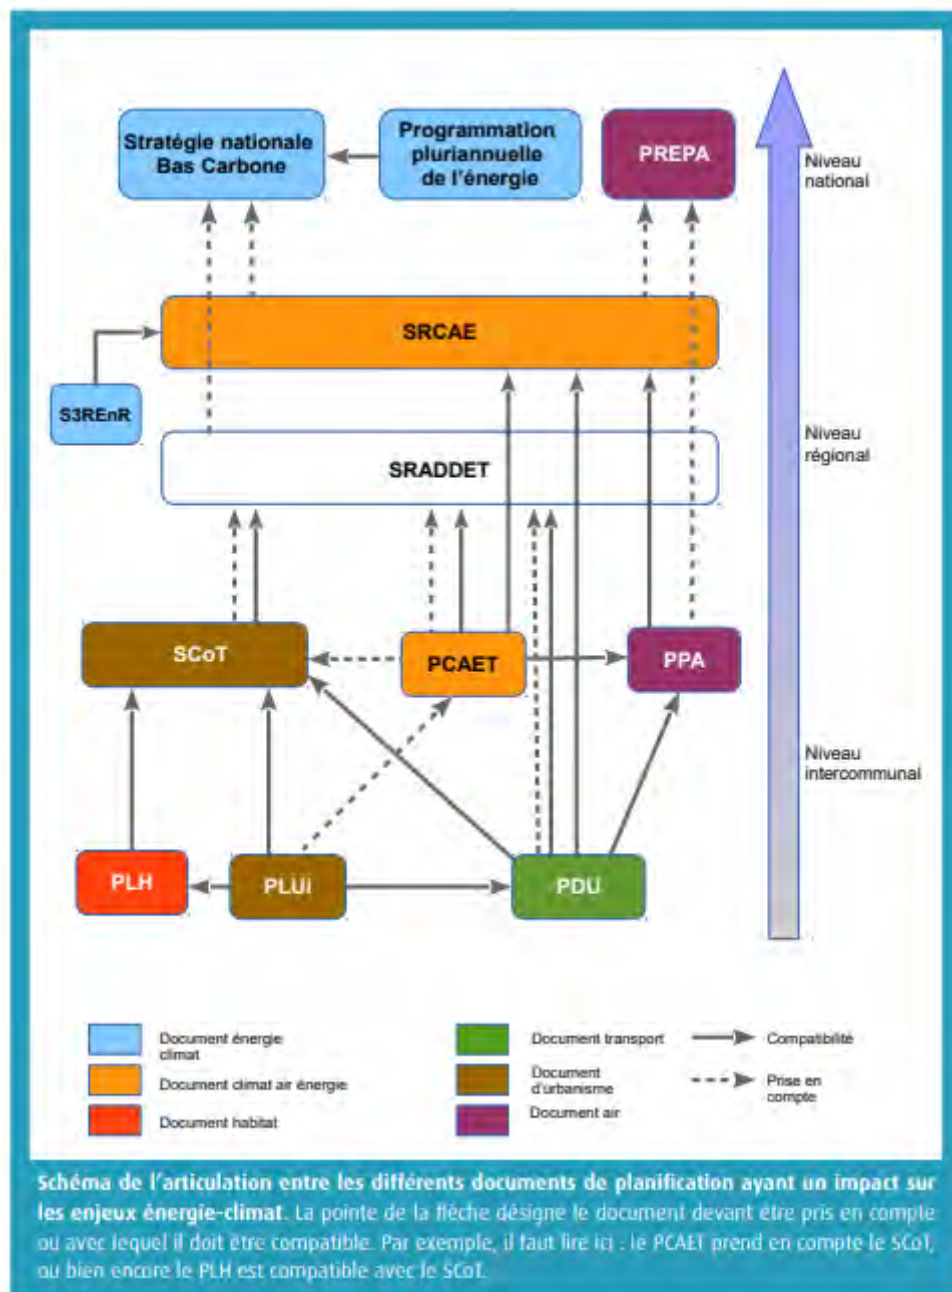 Stratégie nationale
Bas Carbone
Programmation
pluriannuelle
de l'énergie
PREPA
Niveau
national
SRCAE
S3REnR
Niveau
régional
SRADDET
SCoT
PCAET
PPA
Niveau
intercommunal
PLH
PLUi
PDU
Document énergie
climat
Document transport
Compatibilité
Document climat air énergie
Document
d'urbanisme
Prise en
compte
Document habitat
Document air
Schéma de l'articulation entre les différents documents de planification ayant un impact sur
les enjeux énergie-climat. La pointe de la flèche désigne le document devant être pris en compte
ou avec lequel il doit être compatible. Par exemple, il faut lire ici : le PCAET prend en compte le SCoT,
ou bien encore le PLH est compatible avec le SCoT.